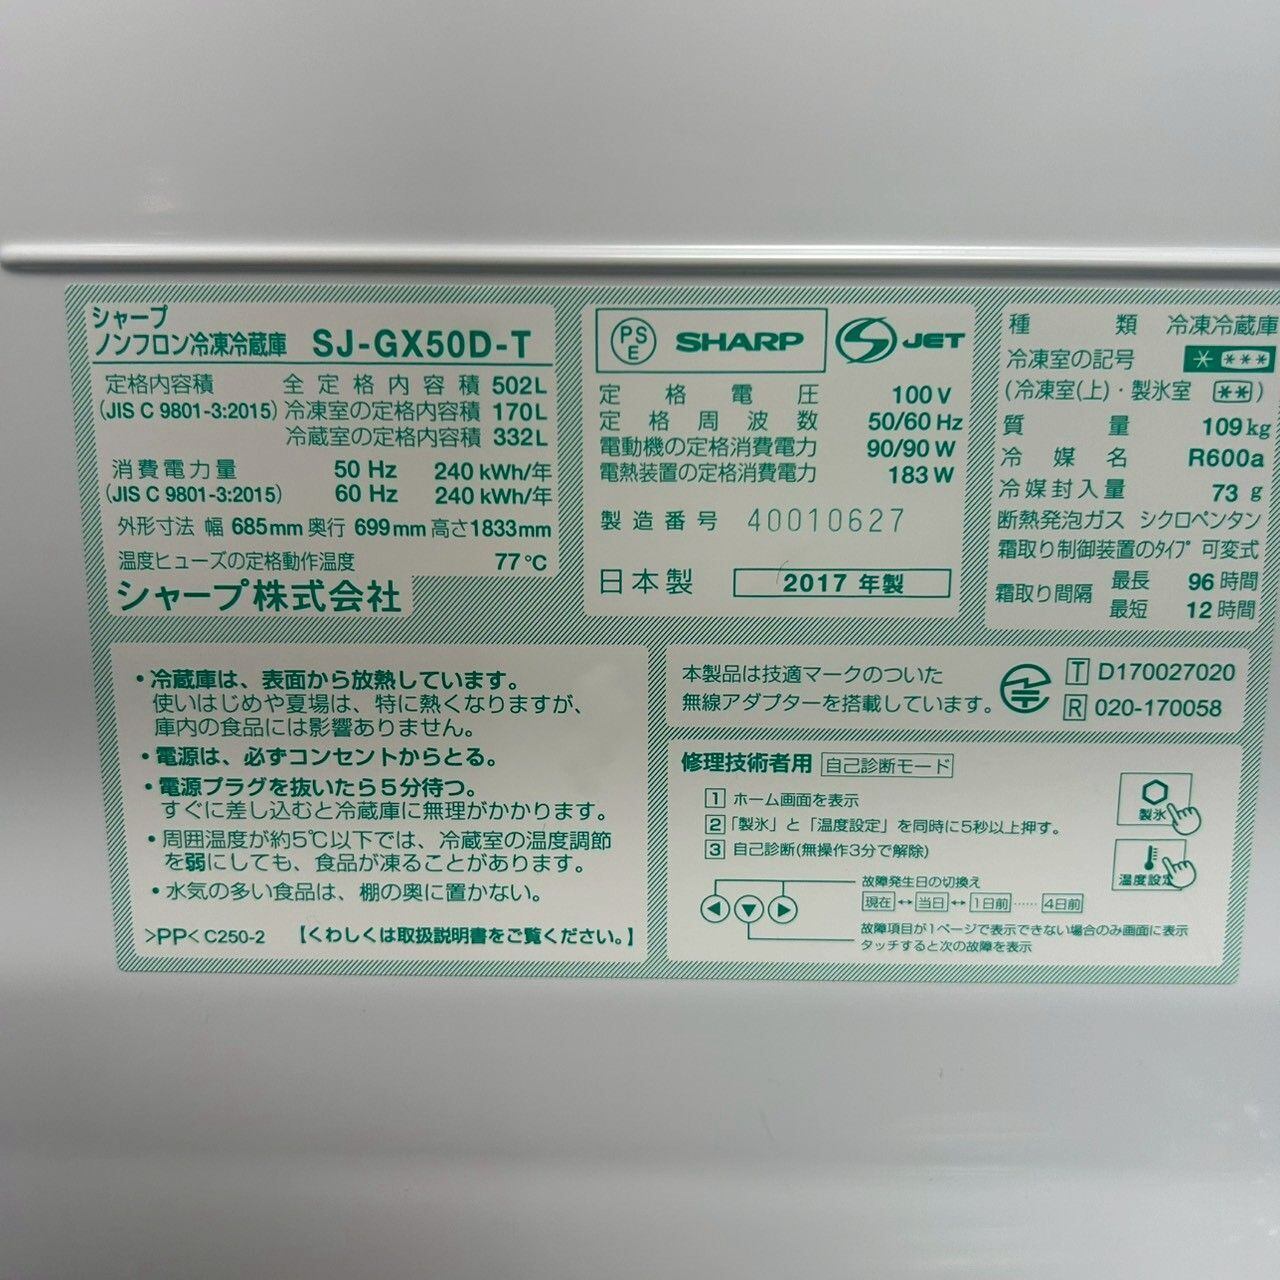 シャープ
ノンフロン冷凍冷蔵庫 SJ-GX50D-T
定格内容積 全定格内容積 502L
(JIS C 9801-3:2015) 冷凍室の定格内容積 170L
冷蔵室の定格内容積 332L
消費電力量 50 Hz 240 kWh/年
(JIS C 9801-3:2015) 60 Hz 240 kWh/年
外形寸法 幅 685mm 奥行 699mm 高さ1833mm
温度ヒューズの定格動作温度 77℃
シャープ株式会社
PSE SHARP JET
定格電圧 100V
定格周波数 50/60Hz
電動機の定格消費電力 90/90W
電熱装置の定格消費電力 183W
製造番号 40010627
日本製 2017年製
種類 冷凍冷蔵庫
冷凍室の記号 * ***
(冷凍室(上)・製氷室 **)
質量 109kg
冷媒名 R600a
冷媒封入量 73g
断熱発泡ガス シクロペンタン
霜取り制御装置のタイプ 可変式
霜取り間隔 最長 96時間
最短 12時間
・冷蔵庫は、表面から放熱しています。
使いはじめや夏場は、特に熱くなりますが、
庫内の食品には影響ありません。
・電源は、必ずコンセントからとる。
・電源プラグを抜いたら5分待つ。
すぐに差し込むと冷蔵庫に無理がかかります。
・周囲温度が約5℃以下では、冷蔵室の温度調節
を弱にしても、食品が凍ることがあります。
・水気の多い食品は、棚の奥に置かない。
>PP< C250-2 【くわしくは取扱説明書をご覧ください。】
本製品は技適マークのついた
無線アダプターを搭載しています。
T D170027020
R 020-170058
修理技術者用 自己診断モード
1 ホーム画面を表示
2 「製氷」と「温度設定」を同時に5秒以上押す。
3 自己診断(無操作3分で解除)
製氷
温度設定
故障発生日の切換え
現在↔当日↔1日前……4日前
故障項目が1ページで表示できない場合のみ画面に表示
タッチすると次の故障を表示